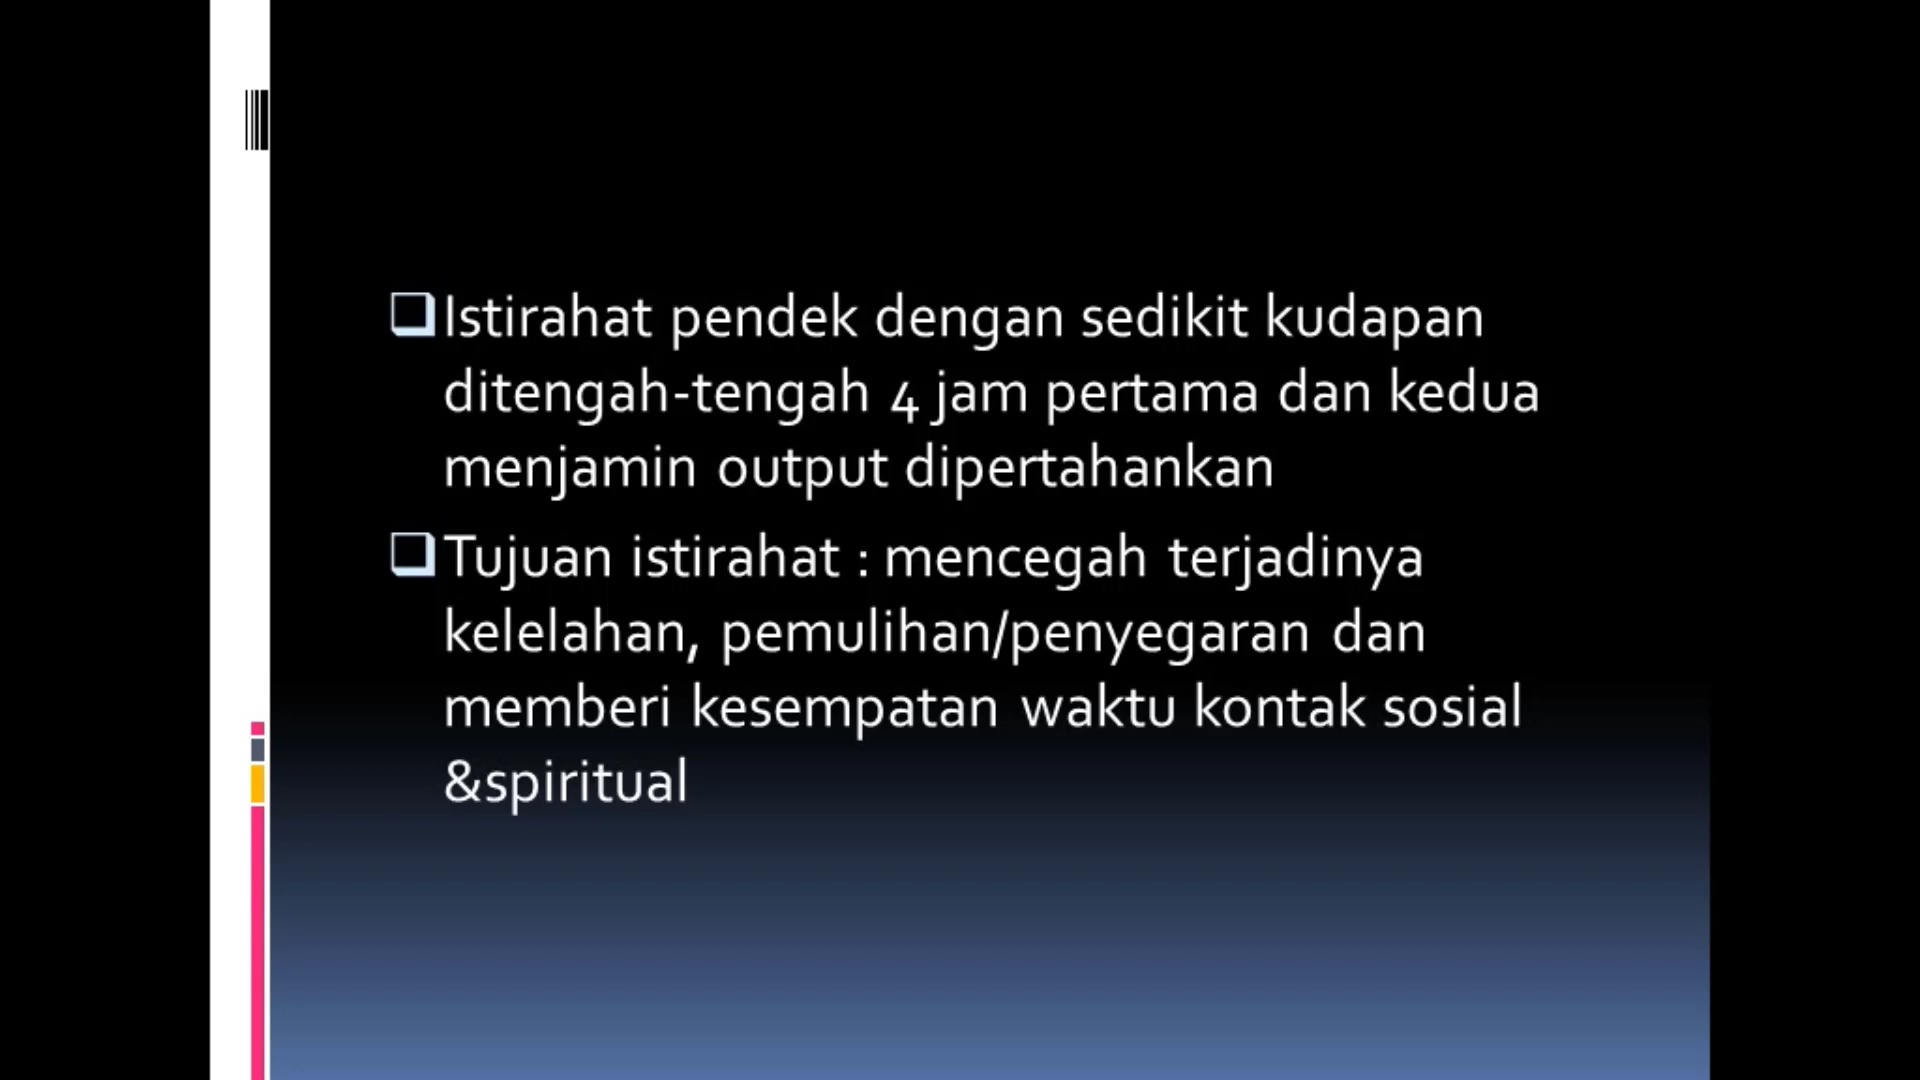 Istirahat pendek dengan sedikit kudapan
ditengah-tengah 4 jam pertama dan kedua
menjamin output dipertahankan
Tujuan istirahat : mencegah terjadinya
kelelahan, pemulihan/penyegaran dan
memberi kesempatan waktu kontak sosial
&spiritual